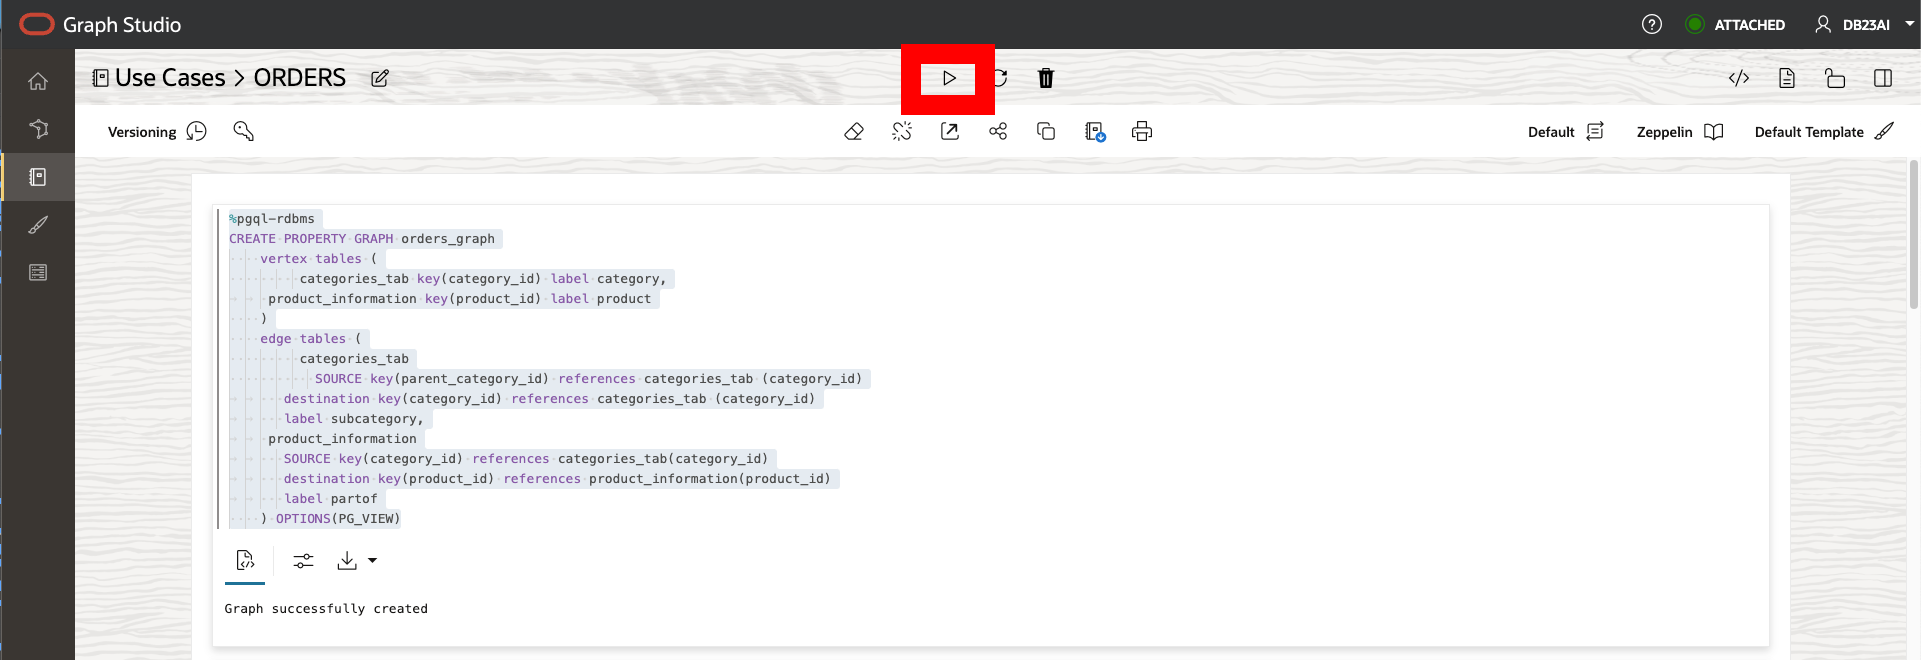 Graph Studio
ATTACHED
DB23AI
Use Cases > ORDERS
Versioning
Default
Zeppelin
Default Template
%pgql-rdbms
CREATE PROPERTY GRAPH orders_graph
vertex tables (
categories_tab key(category_id) label category,
product_information key(product_id) label product
)
edge tables (
categories_tab
SOURCE key(parent_category_id) references categories_tab (category_id)
destination key(category_id) references categories_tab (category_id)
label subcategory,
product_information
SOURCE key(category_id) references categories_tab(category_id)
destination key(product_id) references product_information(product_id)
label partof
) OPTIONS(PG_VIEW)
Graph successfully created